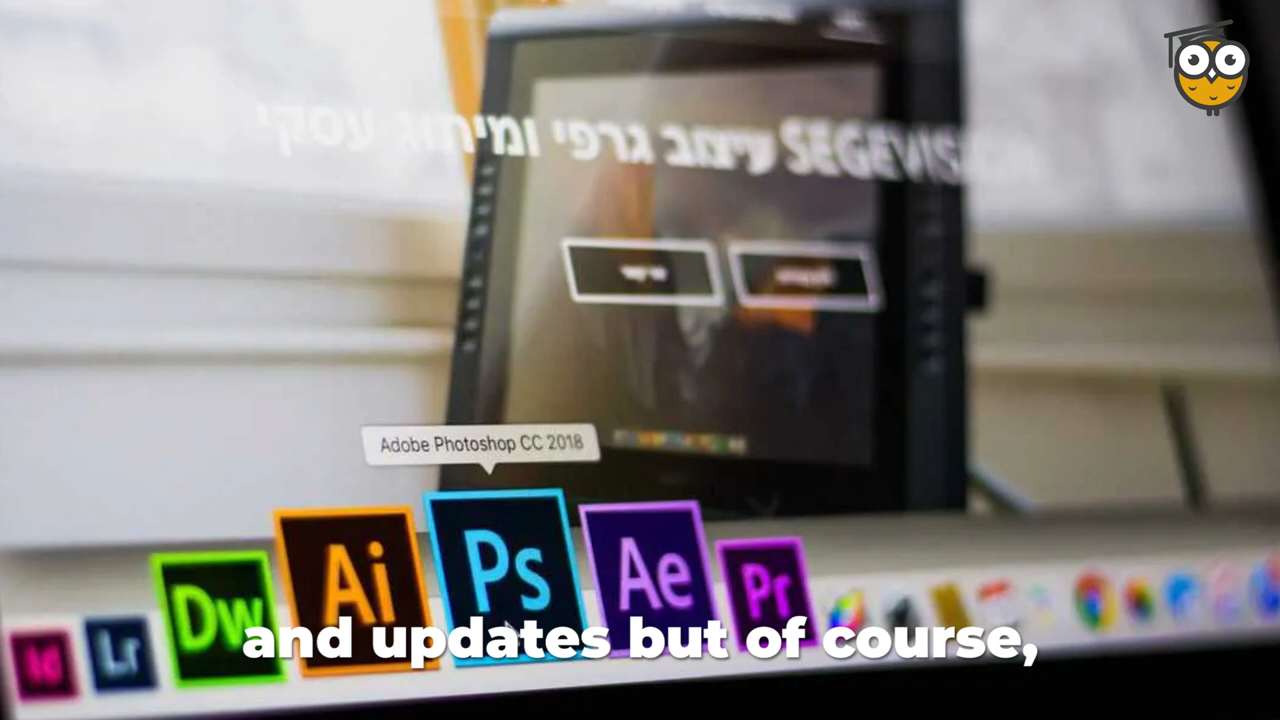 SEGEVISION עיצוב גרפי ומיתוג עסקי
Adobe Photoshop CC 2018
Id Lr Dw Ai Ps Ae Pr
and updates but of course,